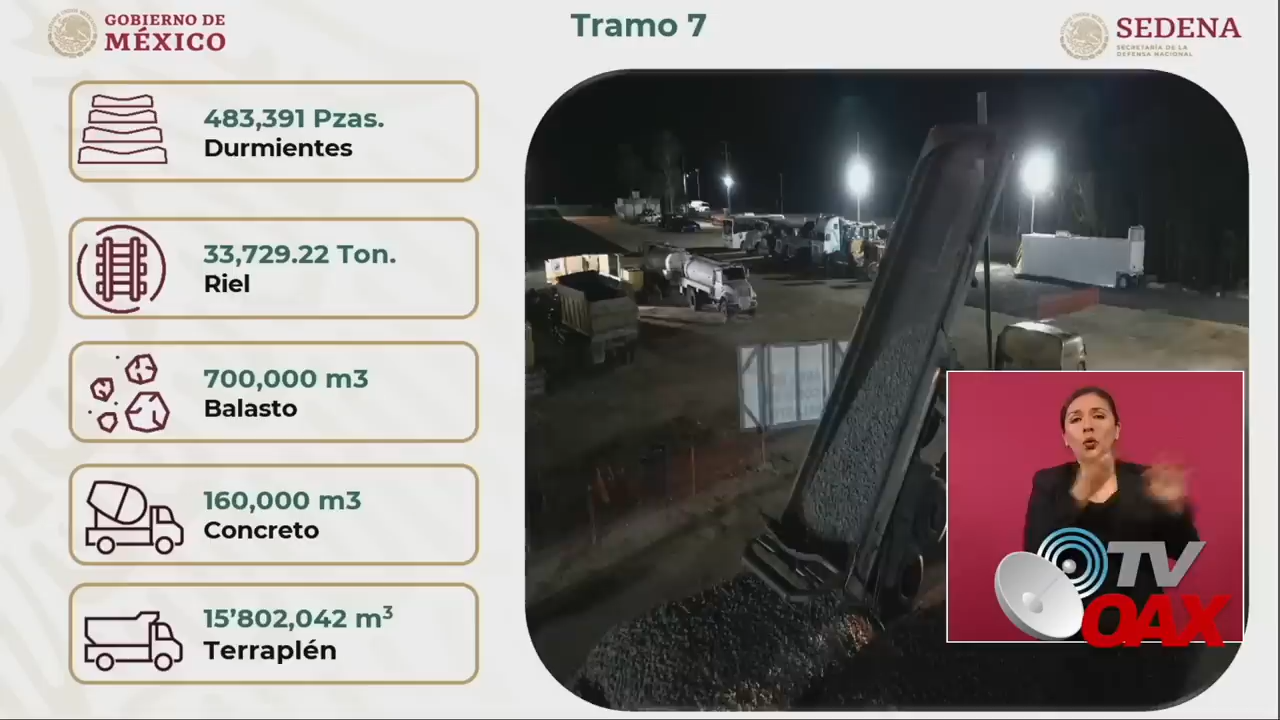 GOBIERNO DE
MÉXICO
Tramo 7
SEDENA
SECRETARÍA DE LA
DEFENSA NACIONAL
483,391 Pzas.
Durmientes
33,729.22 Ton.
Riel
700,000 m3
Balasto
160,000 m3
Concreto
15’802,042 m³
Terraplén
TV
OAX